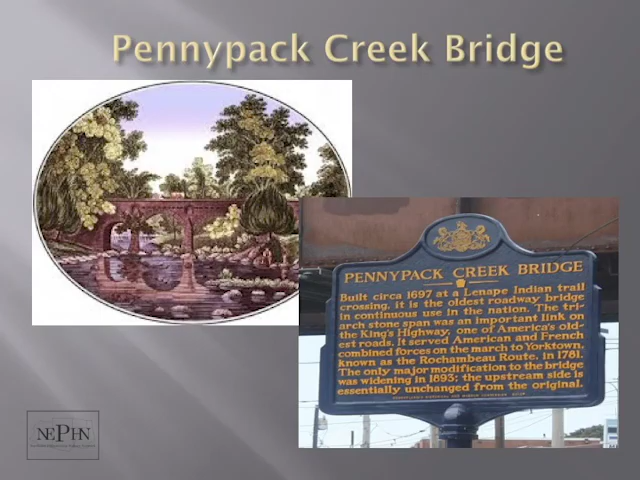 Pennypack Creek Bridge
PENNYPACK CREEK BRIDGE
Built circa 1697 at a Lenape Indian trail
crossing, it is the oldest roadway bridge
in continuous use in the nation. The tri-
arch stone span was an important link on
the King's Highway, one of America's old-
est roads. It served American and French
combined forces on the march to Yorktown,
known as the Rochambeau Route, in 1781.
The only major modification to the bridge
was widening in 1893; the upstream side is
essentially unchanged from the original.
NEPHN